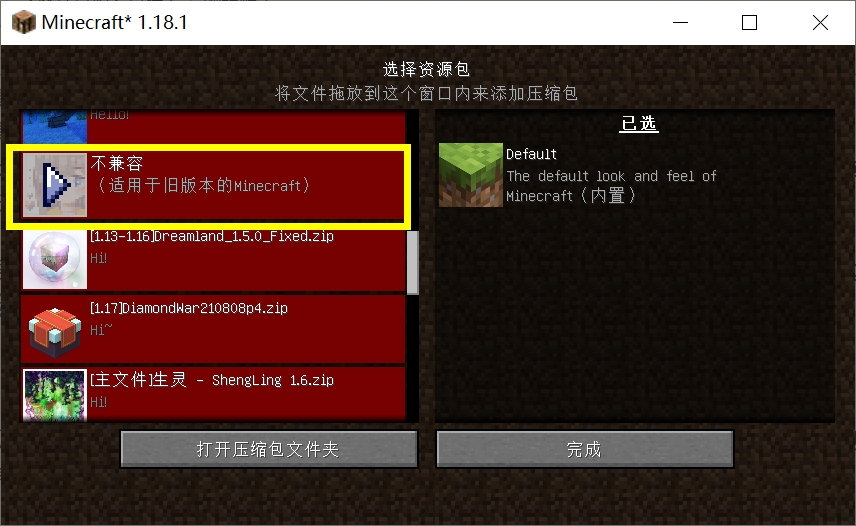 Minecraft* 1.18.1
选择资源包
将文件拖放到这个窗口内来添加压缩包
Hello!
不兼容
（适用于旧版本的Minecraft）
[1.13-1.16]Dreamland_1.5.0_Fixed.zip
Hi!
[1.17]DiamondWar210808p4.zip
Hi~
[主文件]生灵 - ShengLing 1.6.zip
Hi!
已选
Default
The default look and feel of
Minecraft（内置）
打开压缩包文件夹
完成